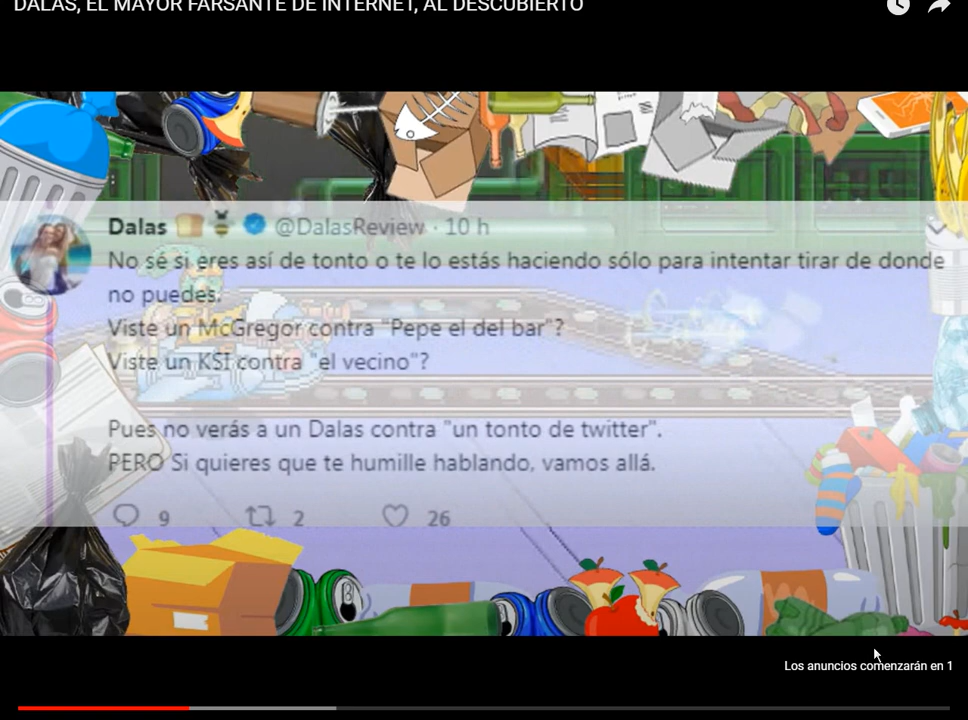 DALAS, EL MAYOR FARSANTE DE INTERNET, AL DESCUBIERTO
Dalas @DalasReview · 10 h
No sé si eres así de tonto o te lo estás haciendo sólo para intentar tirar de donde
no puedes.
Viste un McGregor contra "Pepe el del bar"?
Viste un KSI contra "el vecino"?
Pues no verás a un Dalas contra "un tonto de twitter".
PERO Si quieres que te humille hablando, vamos allá.
9 2 26
Los anuncios comenzarán en 1